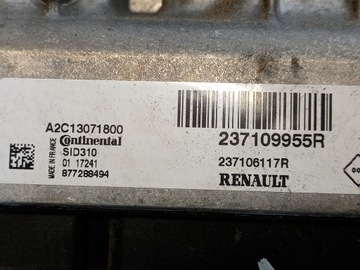 A2C13071800
Continental
SID310
01 17241
877288494
MADE IN FRANCE
237109955R
237106117R
RENAULT